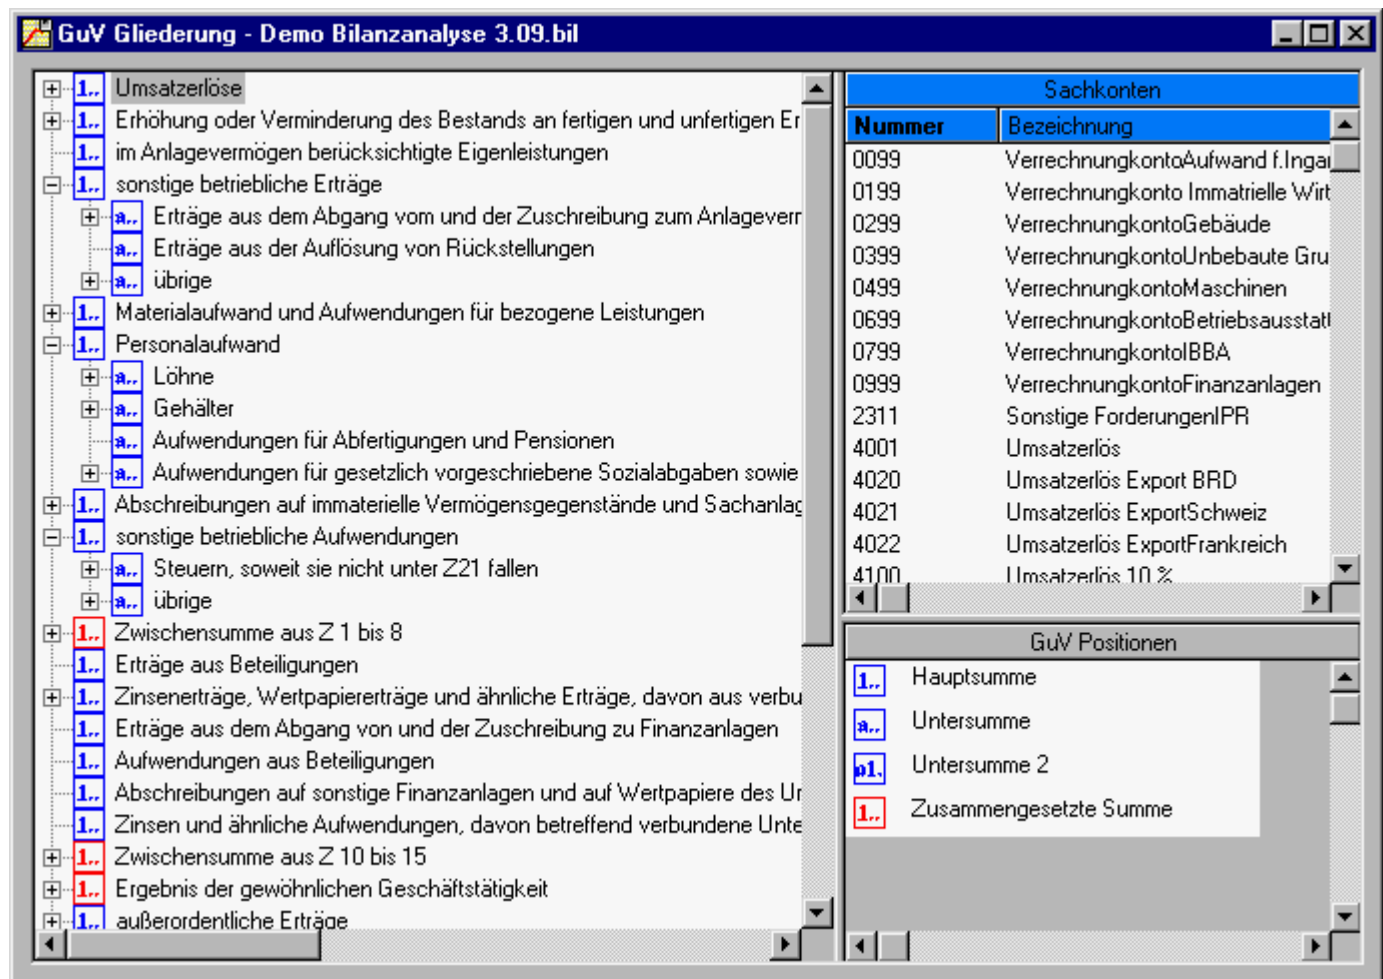 GuV Gliederung - Demo Bilanzanalyse 3.09.bil
1.. Umsatzerlöse
1.. Erhöhung oder Verminderung des Bestands an fertigen und unfertigen Er
1.. im Anlagevermögen berücksichtigte Eigenleistungen
1.. sonstige betriebliche Erträge
a.. Erträge aus dem Abgang vom und der Zuschreibung zum Anlageverr
a.. Erträge aus der Auflösung von Rückstellungen
a.. übrige
1.. Materialaufwand und Aufwendungen für bezogene Leistungen
1.. Personalaufwand
a.. Löhne
a.. Gehälter
a.. Aufwendungen für Abfertigungen und Pensionen
a.. Aufwendungen für gesetzlich vorgeschriebene Sozialabgaben sowie
1.. Abschreibungen auf immaterielle Vermögensgegenstände und Sachanlag
1.. sonstige betriebliche Aufwendungen
a.. Steuern, soweit sie nicht unter Z21 fallen
a.. übrige
1.. Zwischensumme aus Z 1 bis 8
1.. Erträge aus Beteiligungen
1.. Zinsenerträge, Wertpapiererträge und ähnliche Erträge, davon aus verbu
1.. Erträge aus dem Abgang von und der Zuschreibung zu Finanzanlagen
1.. Aufwendungen aus Beteiligungen
1.. Abschreibungen auf sonstige Finanzanlagen und auf Wertpapiere des Ur
1.. Zinsen und ähnliche Aufwendungen, davon betreffend verbundene Unte
1.. Zwischensumme aus Z 10 bis 15
1.. Ergebnis der gewöhnlichen Geschäftstätigkeit
1.. außerordentliche Erträge
Sachkonten
Nummer Bezeichnung
0099 VerrechnungkontoAufwand f.Ingar
0199 Verrechnungkonto Immatrielle Wirt
0299 VerrechnungkontoGebäude
0399 VerrechnungkontoUnbebaute Gru
0499 VerrechnungkontoMaschinen
0699 VerrechnungkontoBetriebsausstatt
0799 VerrechnungkontoIBBA
0999 VerrechnungkontoFinanzanlagen
2311 Sonstige ForderungenIPR
4001 Umsatzerlös
4020 Umsatzerlös Export BRD
4021 Umsatzerlös ExportSchweiz
4022 Umsatzerlös ExportFrankreich
4100 Umsatzerlös 10 %
GuV Positionen
1.. Hauptsumme
a.. Untersumme
a1. Untersumme 2
1.. Zusammengesetzte Summe